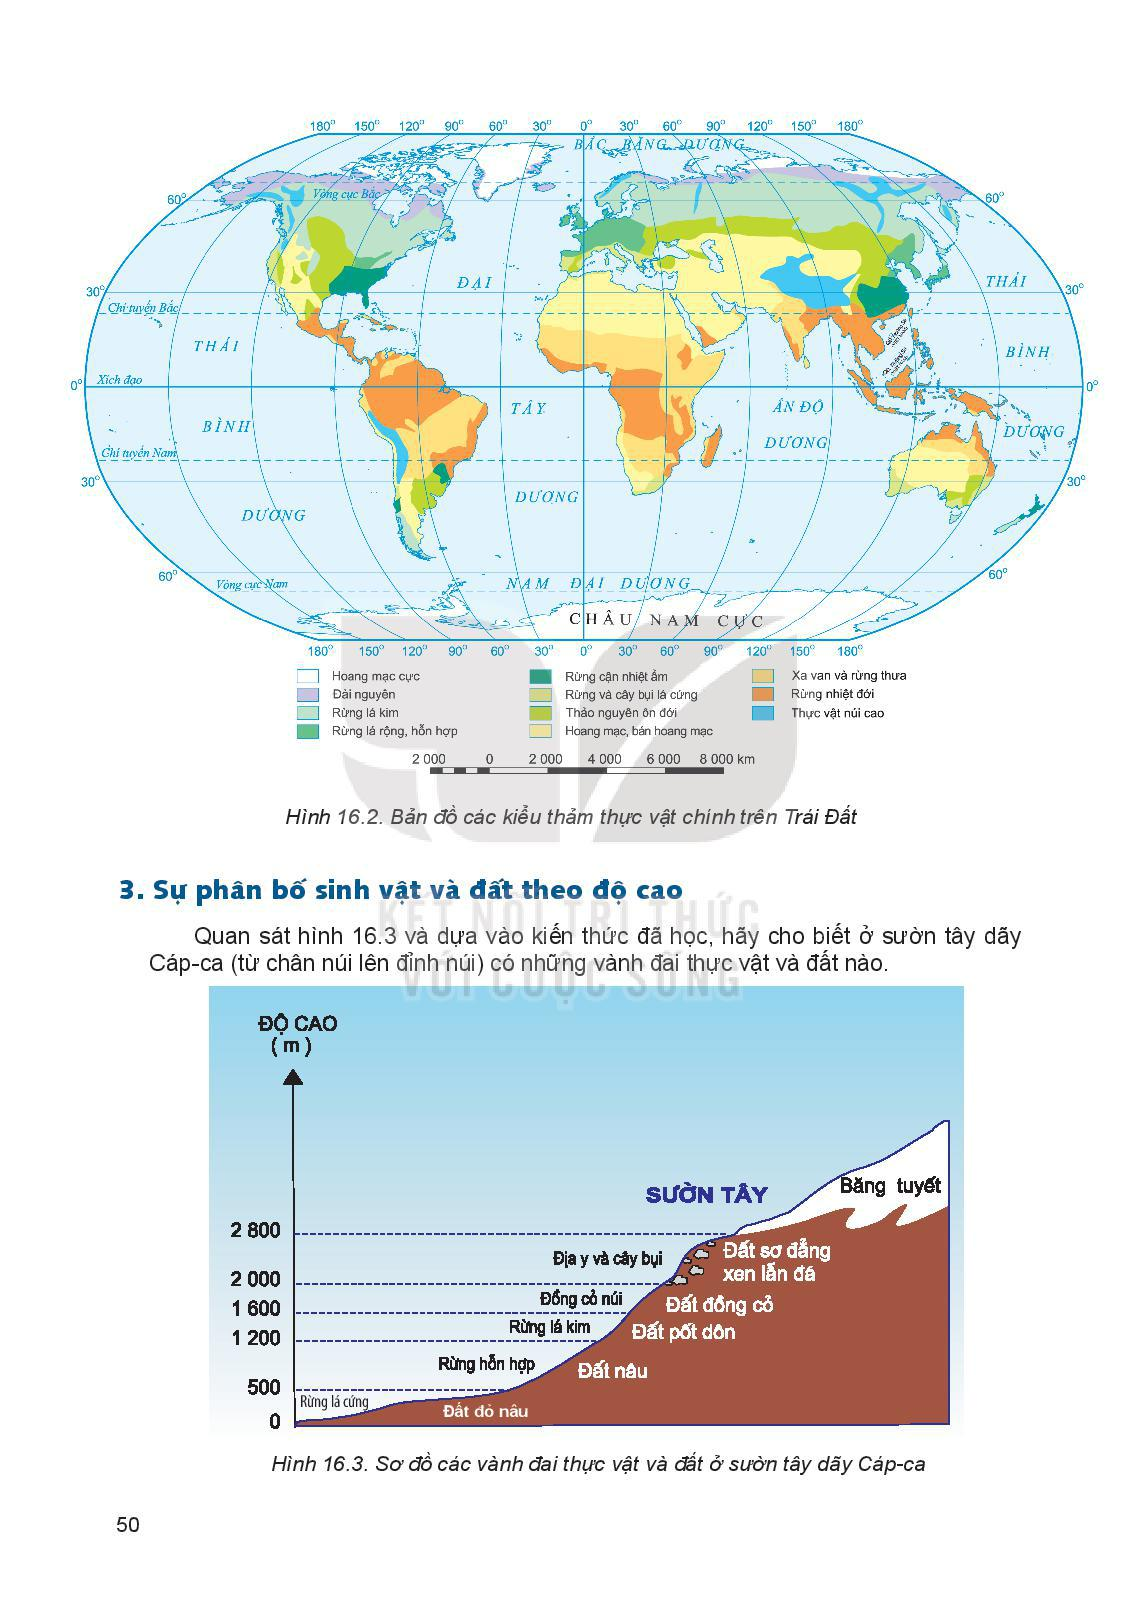 180° 150° 120° 90° 60° 30° 0° 30° 60° 90° 120° 150° 180°
BẮC BĂNG DƯƠNG
60° Vòng cực Bắc 60°
ĐẠI THÁI
30° 30°
Chí tuyến Bắc
THÁI BÌNH
0° Xích đạo 0°
TÂY ẤN ĐỘ
BÌNH DƯƠNG DƯƠNG
Chí tuyến Nam
30° 30°
DƯƠNG DƯƠNG
60° Vòng cực Nam NAM ĐẠI DƯƠNG 60°
CHÂU NAM CỰC
180° 150° 120° 90° 60° 30° 0° 30° 60° 90° 120° 150° 180°
Hoang mạc cực Rừng cận nhiệt ẩm Xa van và rừng thưa
Đài nguyên Rừng và cây bụi lá cứng Rừng nhiệt đới
Rừng lá kim Thảo nguyên ôn đới Thực vật núi cao
Rừng lá rộng, hỗn hợp Hoang mạc, bán hoang mạc
2 000 0 2 000 4 000 6 000 8 000 km
Hình 16.2. Bản đồ các kiểu thảm thực vật chính trên Trái Đất
3. Sự phân bố sinh vật và đất theo độ cao
KẾT NỐI TRI THỨC
Quan sát hình 16.3 và dựa vào kiến thức đã học, hãy cho biết ở sườn tây dãy
Cáp-ca (từ chân núi lên đỉnh núi) có những vành đai thực vật và đất nào.
VỚI CUỘC SỐNG
ĐỘ CAO
( m )
SƯỜN TÂY
Băng tuyết
2 800
Địa y và cây bụi
Đất sơ đẳng
xen lẫn đá
2 000
Đồng cỏ núi
Đất đồng cỏ
1 600
Rừng lá kim
Đất pốt dôn
1 200
Rừng hỗn hợp
Đất nâu
500
Rừng lá cứng
Đất đỏ nâu
0
Hình 16.3. Sơ đồ các vành đai thực vật và đất ở sườn tây dãy Cáp-ca
50